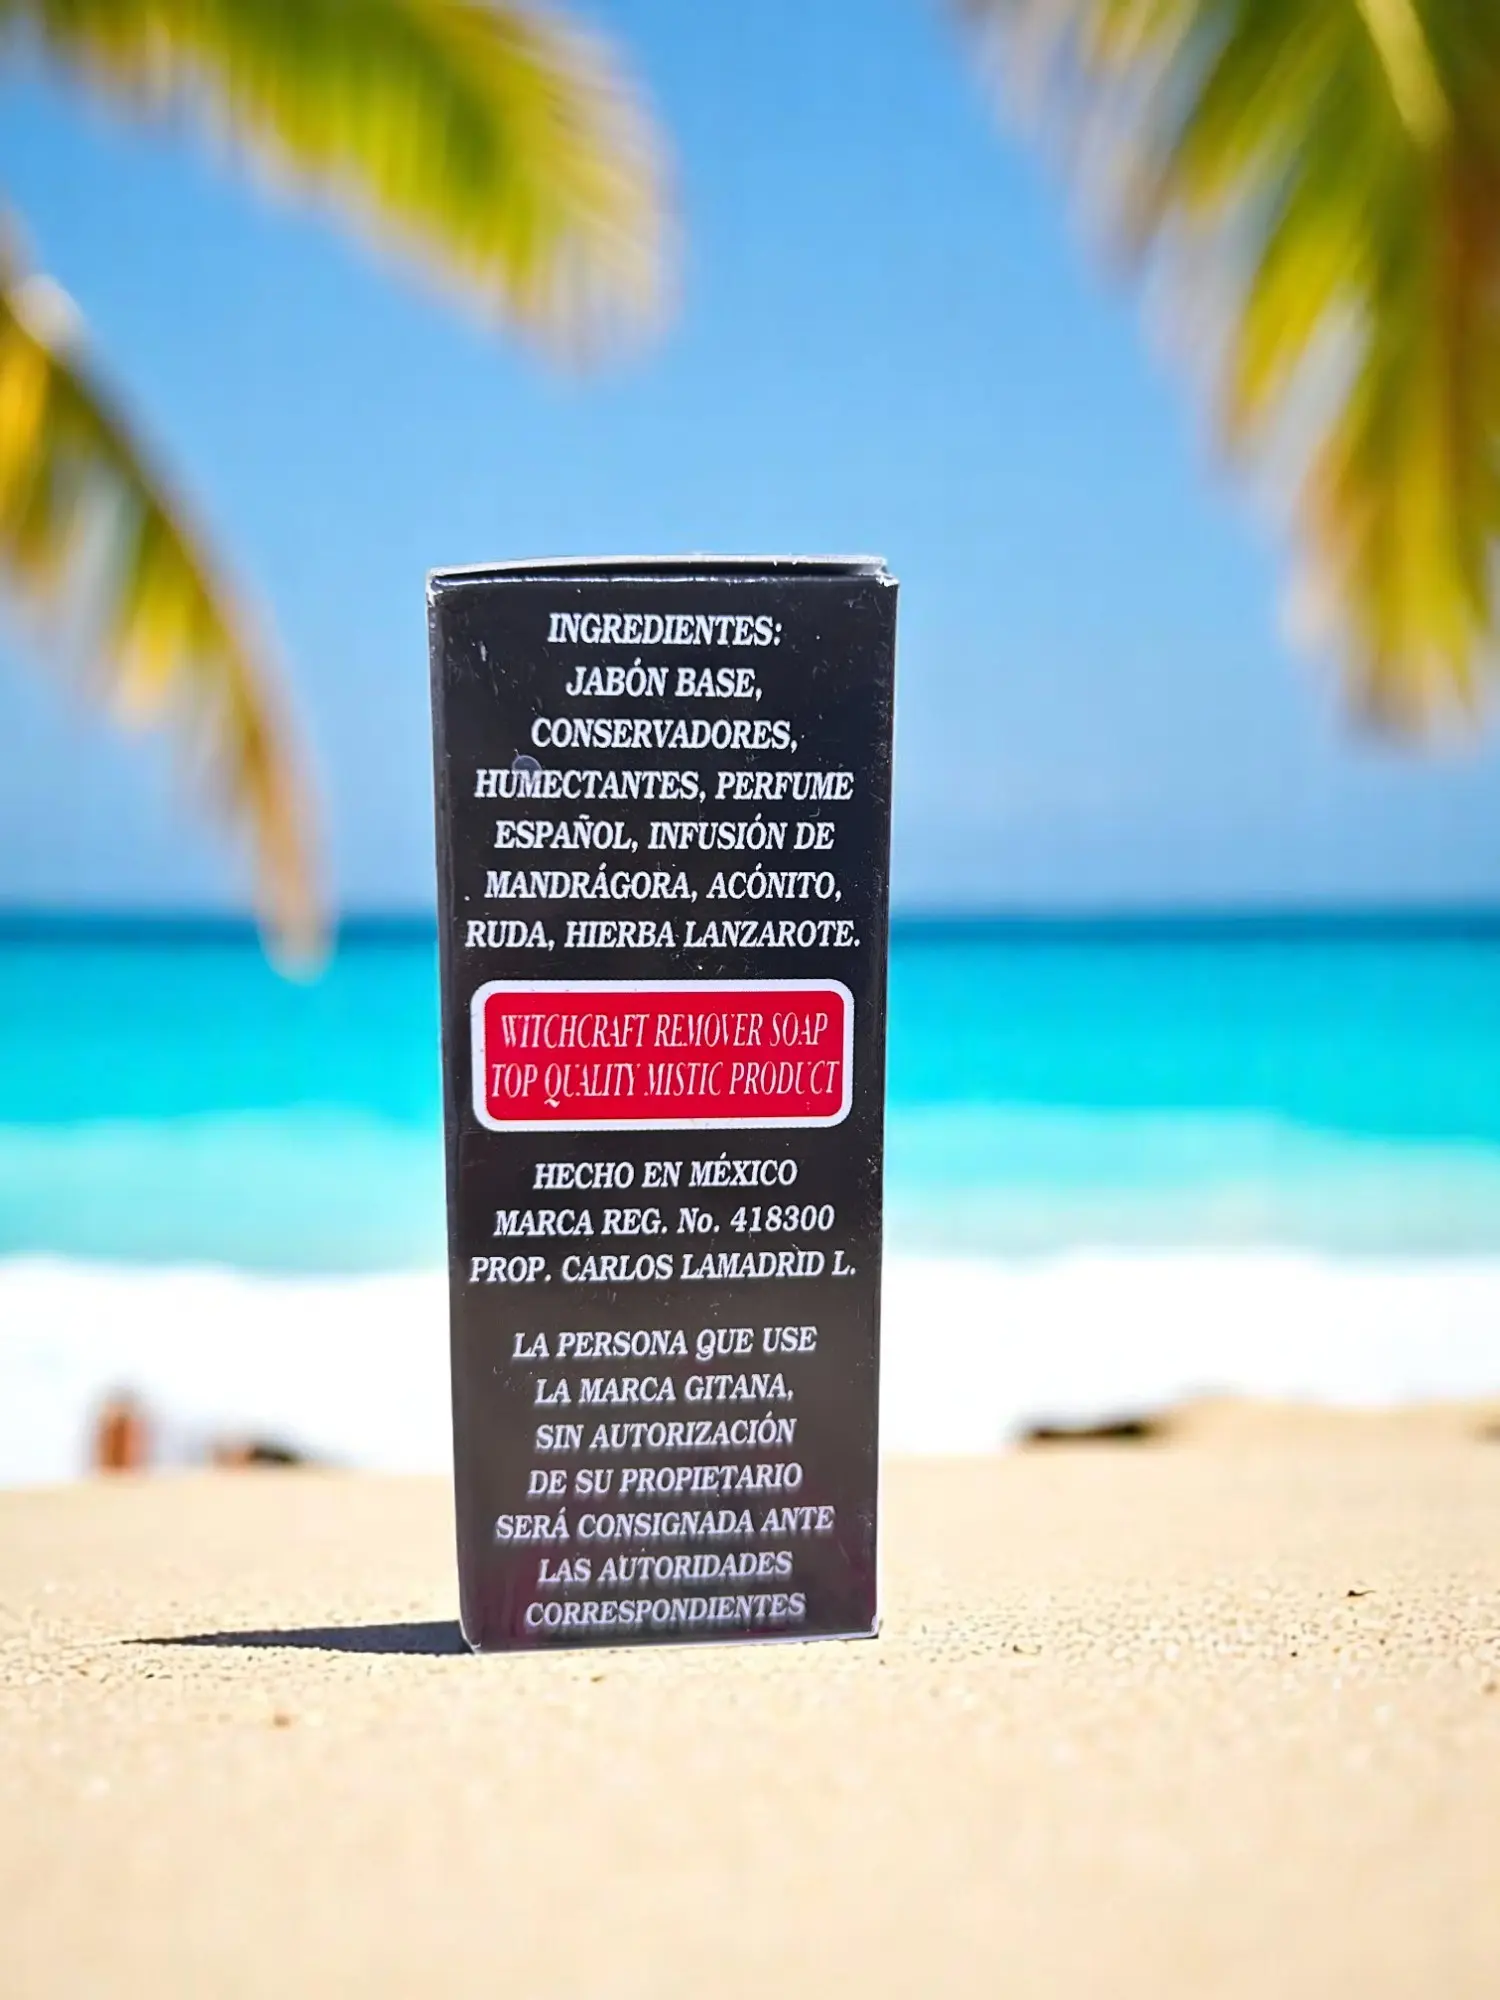 INGREDIENTES:
JABÓN BASE,
CONSERVADORES,
HUMECTANTES, PERFUME
ESPAÑOL, INFUSIÓN DE
MANDRÁGORA, ACÓNITO,
RUDA, HIERBA LANZAROTE.
WITCHCRAFT REMOVER SOAP
TOP QUALITY MISTIC PRODUCT
HECHO EN MÉXICO
MARCA REG. No. 418300
PROP. CARLOS LAMADRID L.
LA PERSONA QUE USE
LA MARCA GITANA,
SIN AUTORIZACIÓN
DE SU PROPIETARIO
SERÁ CONSIGNADA ANTE
LAS AUTORIDADES
CORRESPONDIENTES